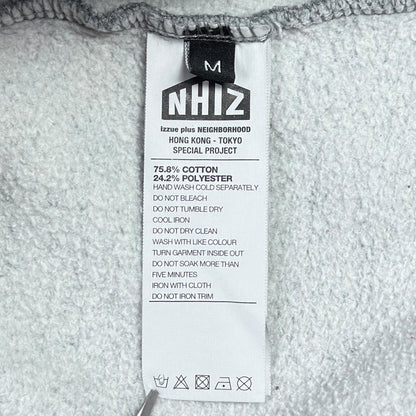 M
NHIZ
izzue plus NEIGHBORHOOD
HONG KONG - TOKYO
SPECIAL PROJECT
75.8% COTTON
24.2% POLYESTER
HAND WASH COLD SEPARATELY
DO NOT BLEACH
DO NOT TUMBLE DRY
COOL IRON
DO NOT DRY CLEAN
WASH WITH LIKE COLOUR
TURN GARMENT INSIDE OUT
DO NOT SOAK MORE THAN
FIVE MINUTES
IRON WITH CLOTH
DO NOT IRON TRIM